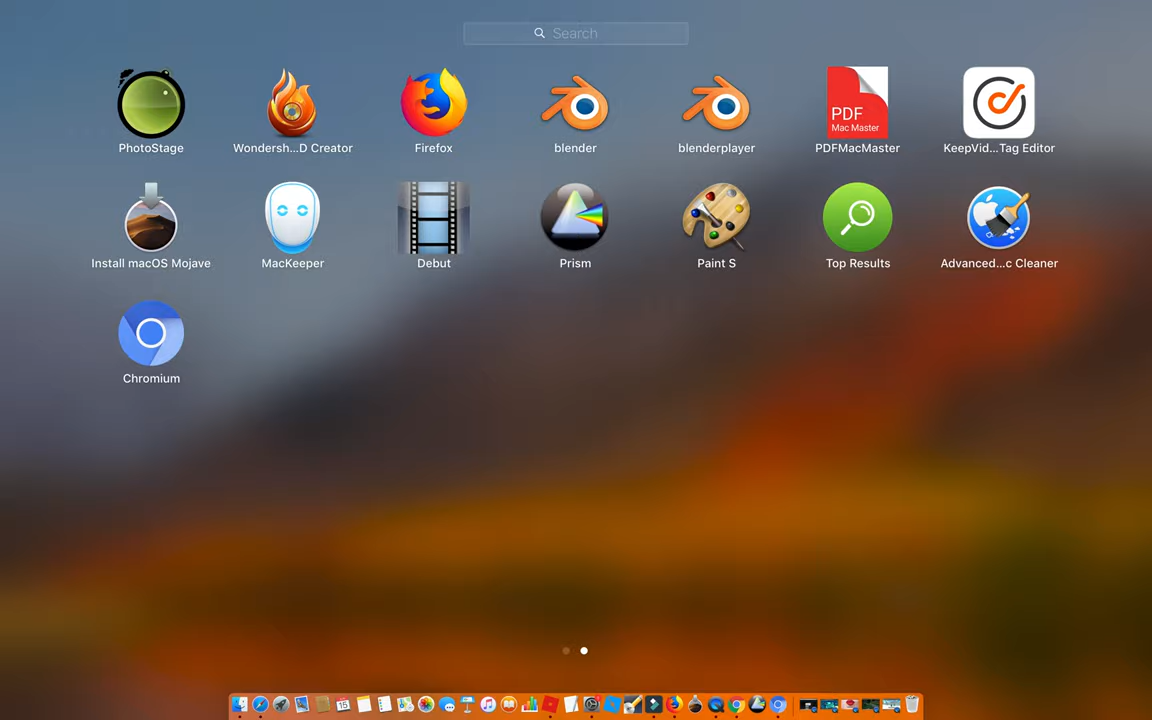 Search
PhotoStage
Wondersh...D Creator
Firefox
blender
blenderplayer
PDF
Mac Master
PDFMacMaster
KeepVid...Tag Editor
Install macOS Mojave
MacKeeper
Debut
Prism
Paint S
Top Results
Advanced...c Cleaner
Chromium
15